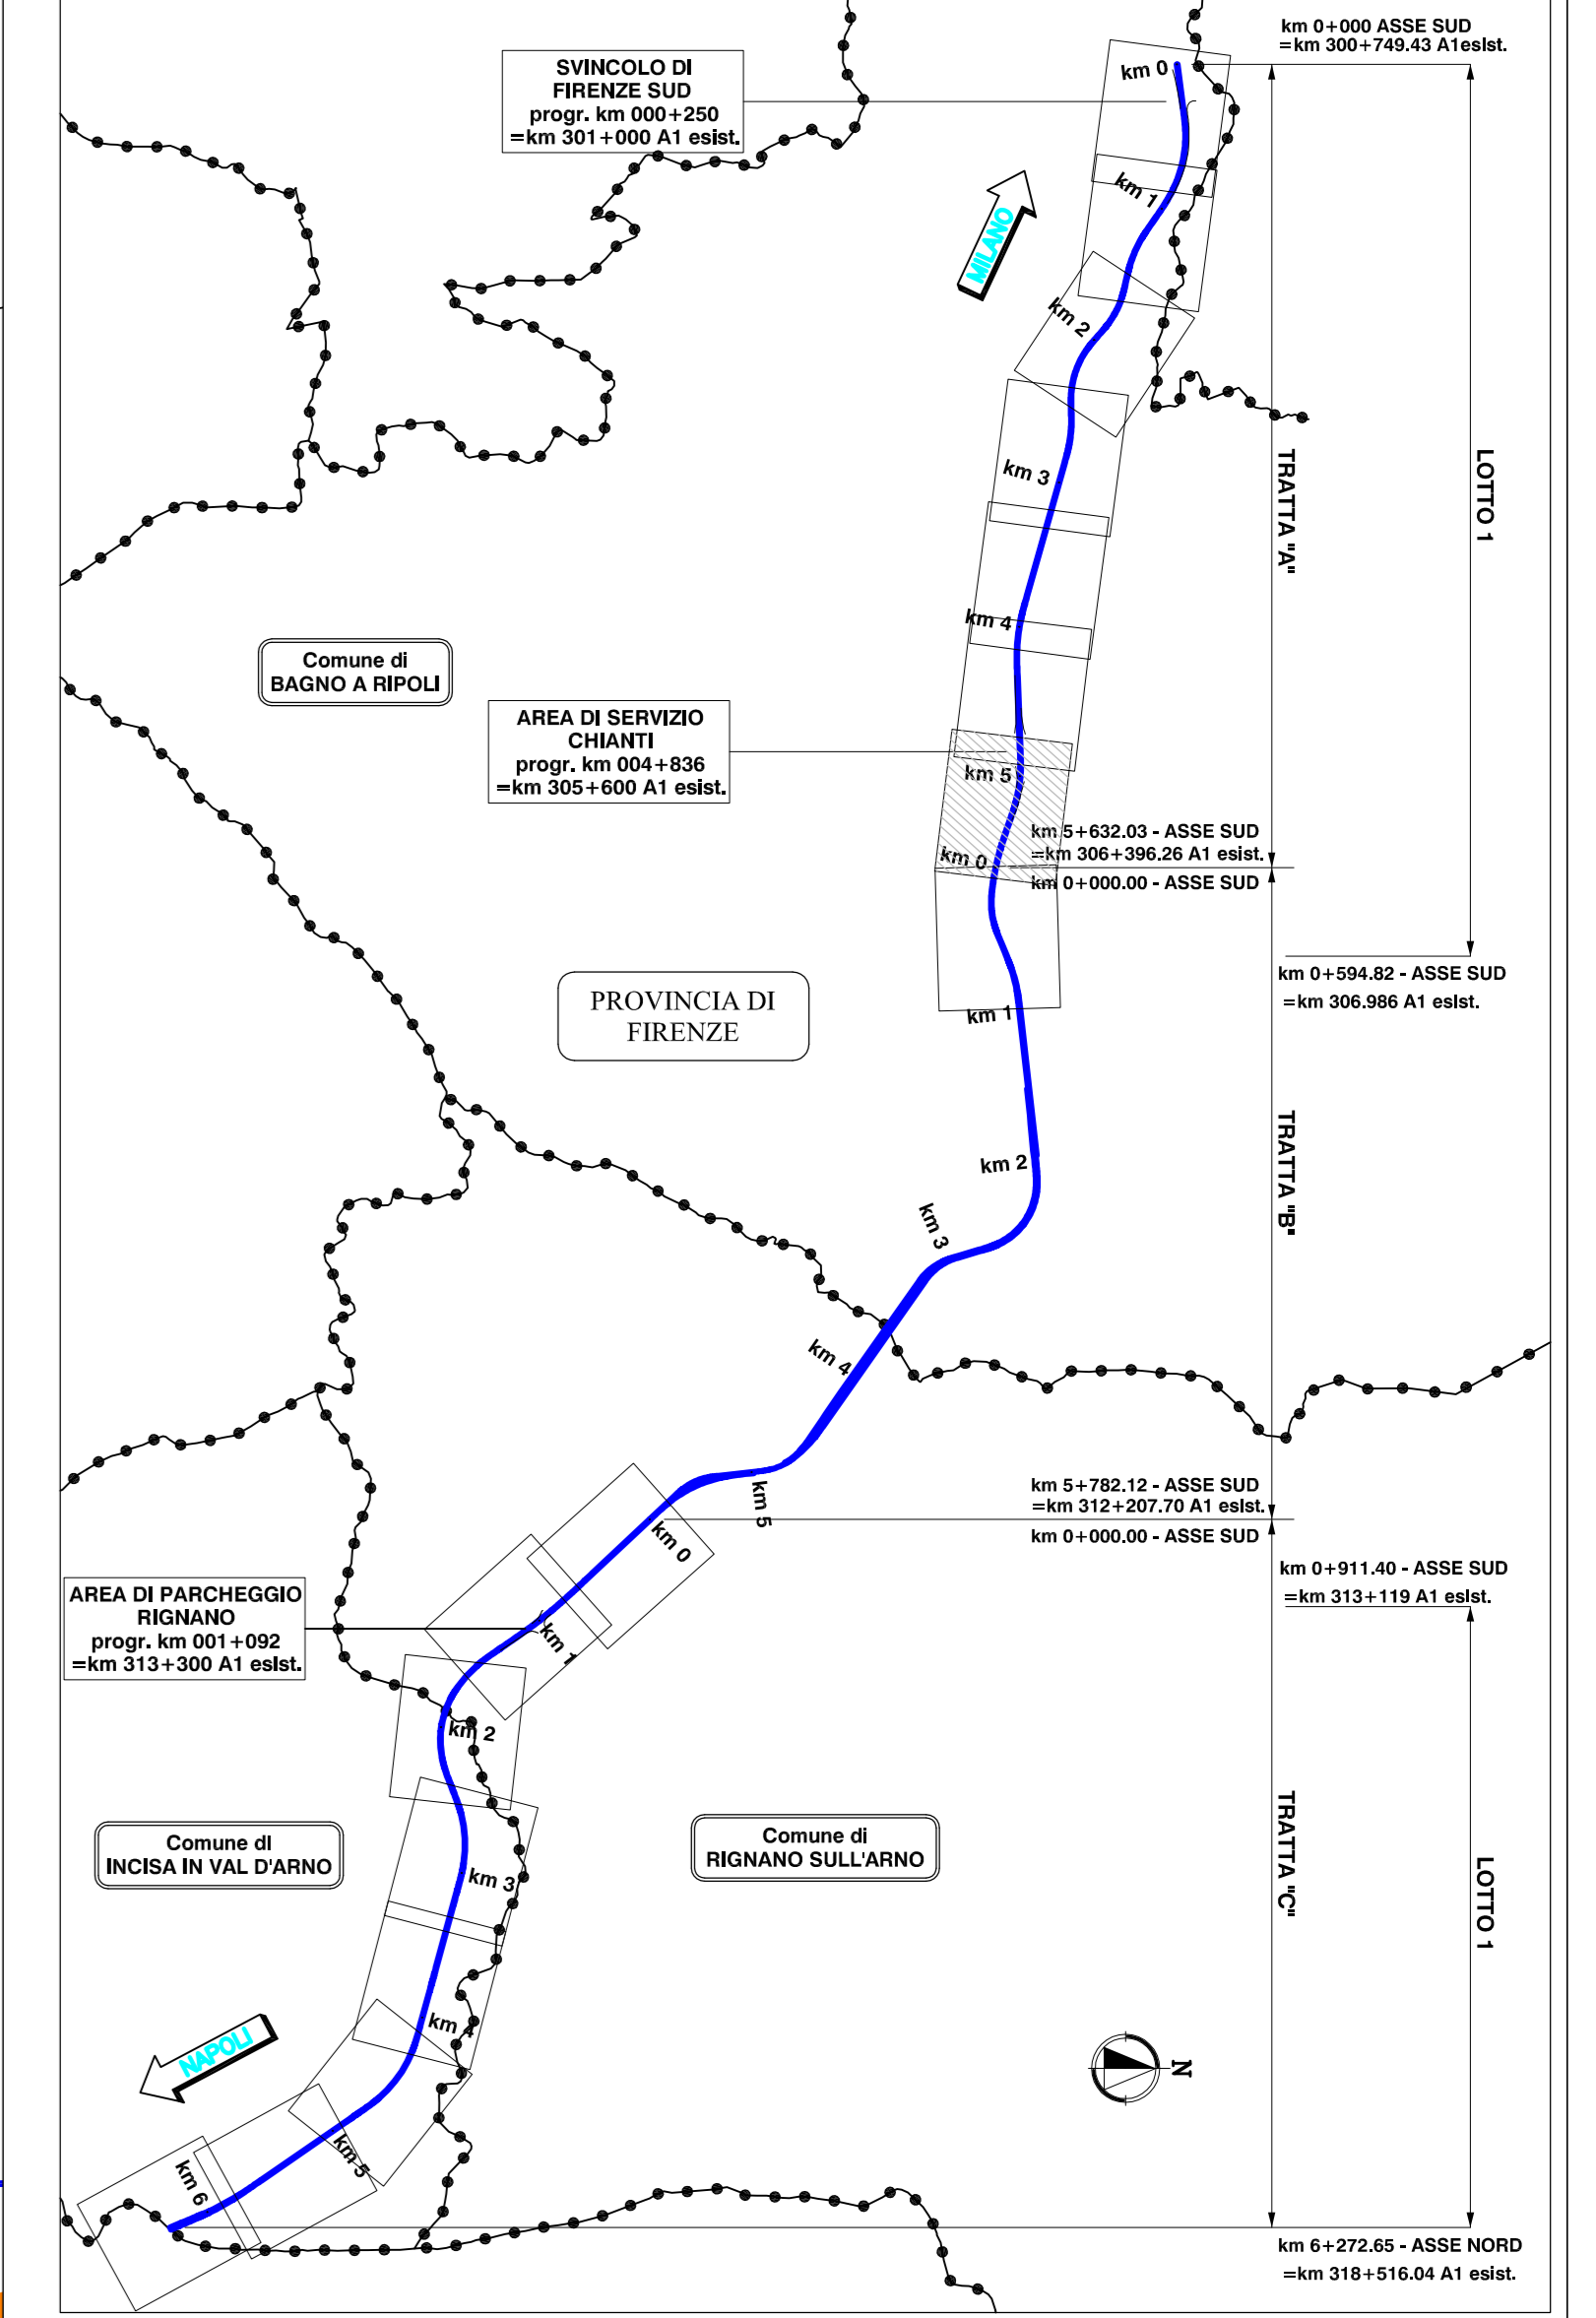 km 0+000 ASSE SUD
=km 300+749.43 A1esist.
SVINCOLO DI
FIRENZE SUD
progr. km 000+250
=km 301+000 A1 esist.
km 0
km 1
MILANO
km 2
km 3
TRATTA "A"
LOTTO 1
km 4
Comune di
BAGNO A RIPOLI
AREA DI SERVIZIO
CHIANTI
progr. km 004+836
=km 305+600 A1 esist.
km 5
km 5+632.03 - ASSE SUD
=km 306+396.26 A1 esist.
km 0
km 0+000.00 - ASSE SUD
km 0+594.82 - ASSE SUD
=km 306.986 A1 esist.
PROVINCIA DI
FIRENZE
km 1
km 2
TRATTA "B"
km 3
km 4
km 5
km 5+782.12 - ASSE SUD
=km 312+207.70 A1 esist.
km 0+000.00 - ASSE SUD
km 0
km 0+911.40 - ASSE SUD
=km 313+119 A1 esist.
AREA DI PARCHEGGIO
RIGNANO
progr. km 001+092
=km 313+300 A1 esist.
km 1
km 2
Comune di
INCISA IN VAL D'ARNO
Comune di
RIGNANO SULL'ARNO
km 3
TRATTA "C"
LOTTO 1
km 4
NAPOLI
N
km 5
km 6
km 6+272.65 - ASSE NORD
=km 318+516.04 A1 esist.